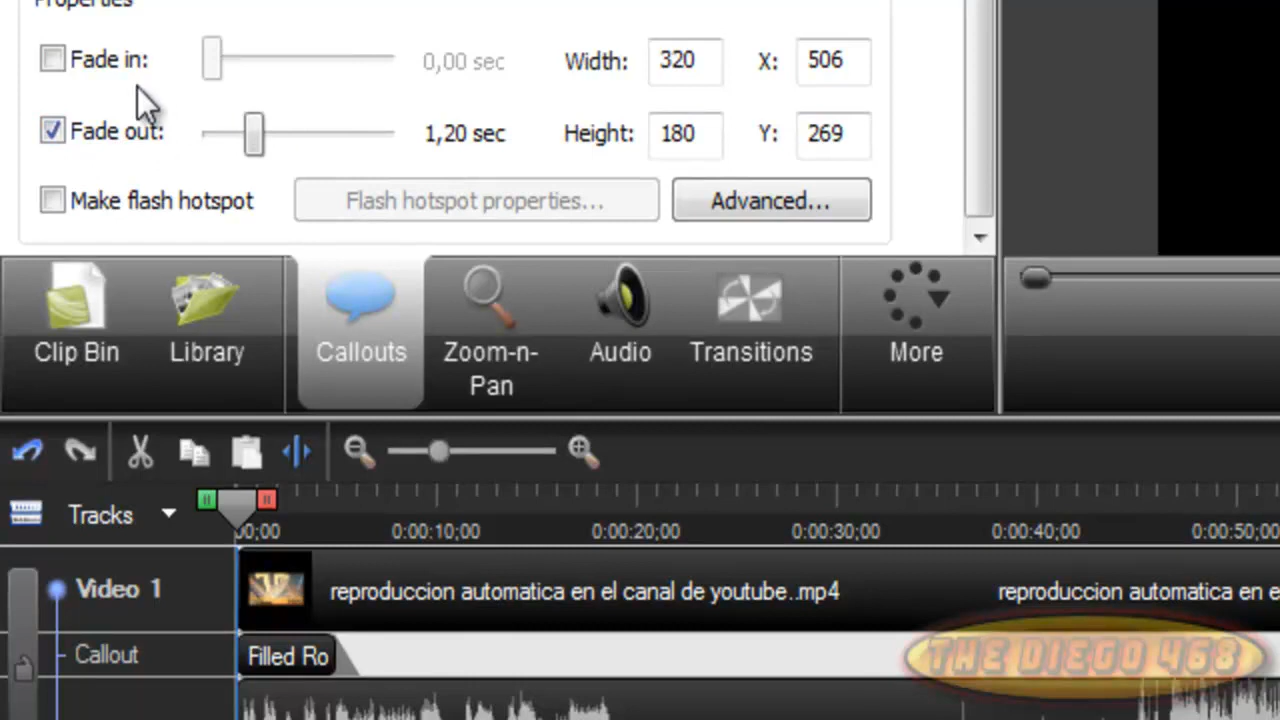 Properties
Fade in: 0,00 sec Width: 320 X: 506
Fade out: 1,20 sec Height: 180 Y: 269
Make flash hotspot Flash hotspot properties... Advanced...
Clip Bin Library Callouts Zoom-n-Pan Audio Transitions More
Tracks 00;00 0:00:10;00 0:00:20;00 0:00:30;00 0:00:40;00 0:00:50;00
Video 1 reproduccion automatica en el canal de youtube..mp4 reproduccion automatica en e
Callout Filled Ro THE DIEGO 468